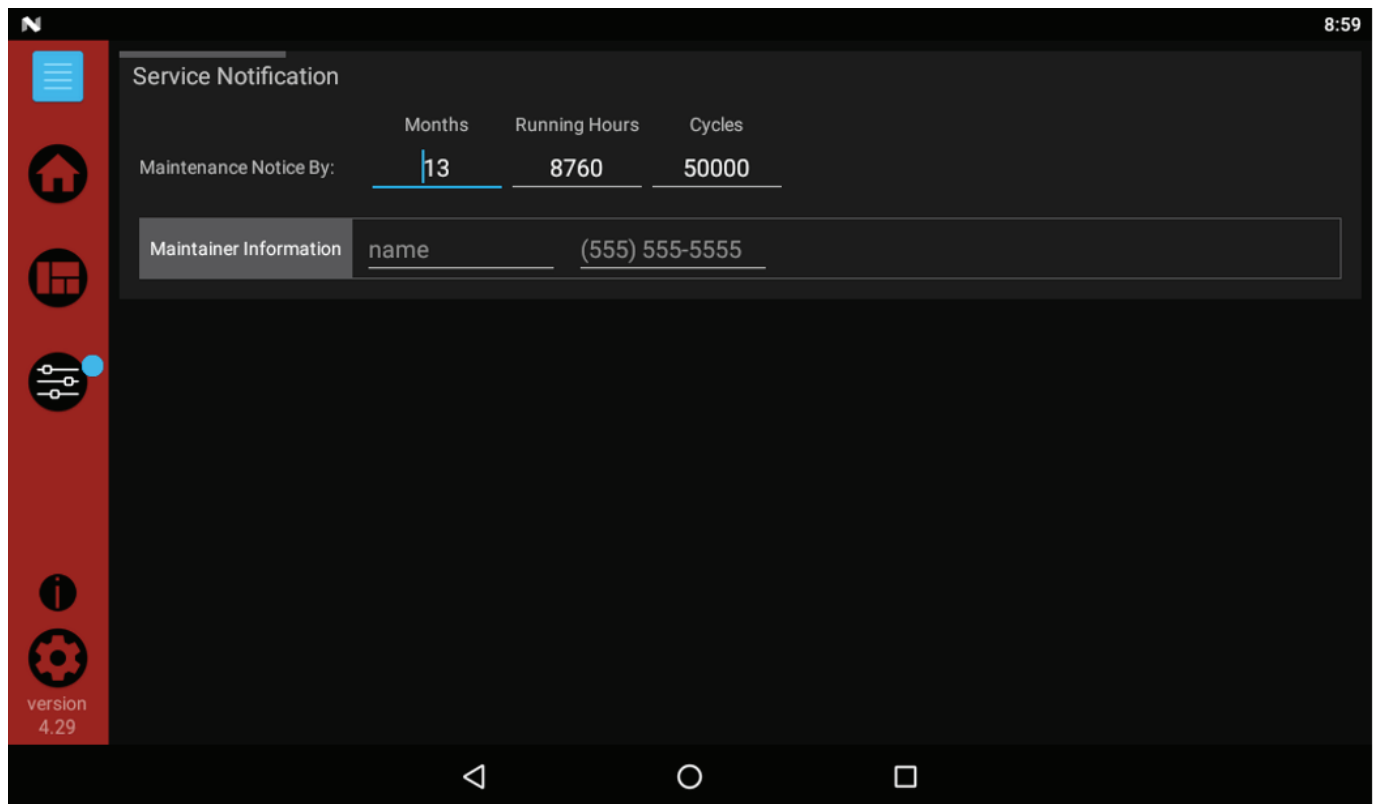 8:59
Service Notification
Months Running Hours Cycles
Maintenance Notice By: 13 8760 50000
Maintainer Information name (555) 555-5555
version
4.29